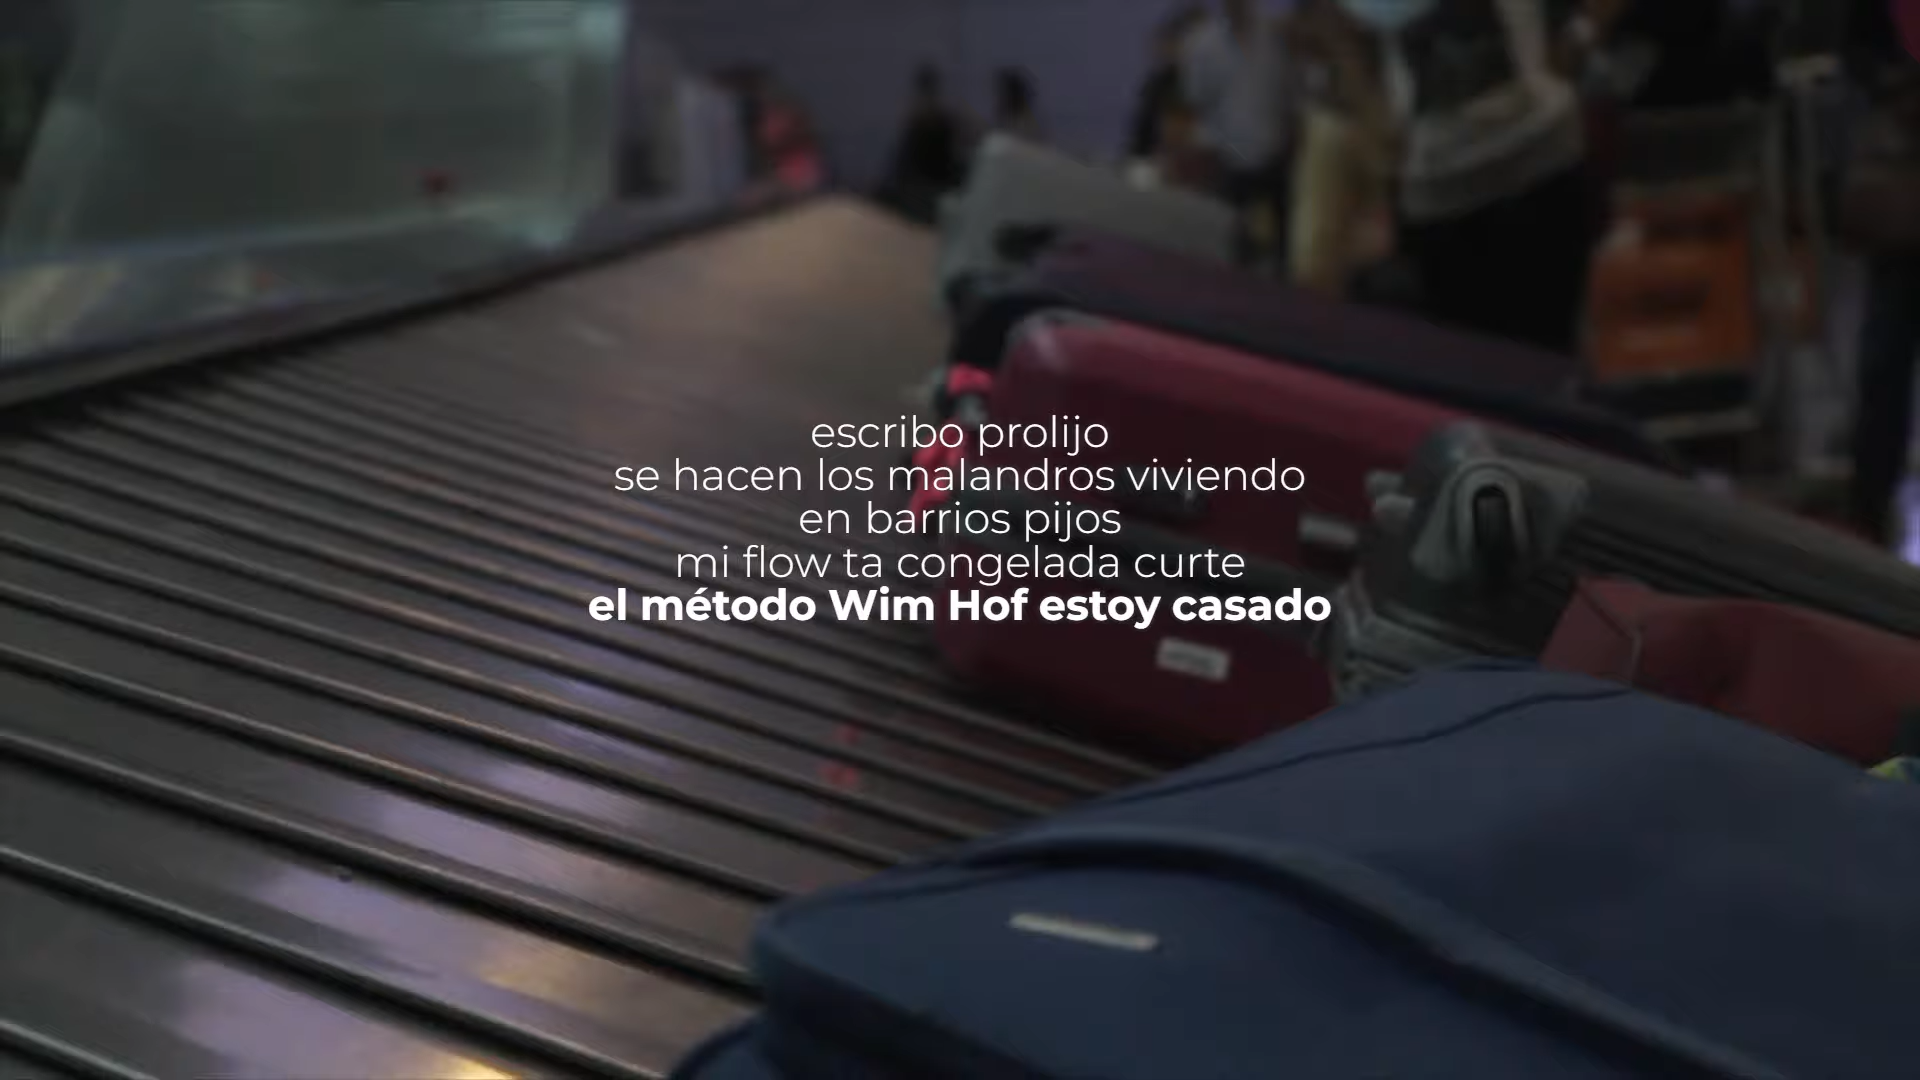 escribo prolijo
se hacen los malandros viviendo
en barrios pijos
mi flow ta congelada curte
el método Wim Hof estoy casado